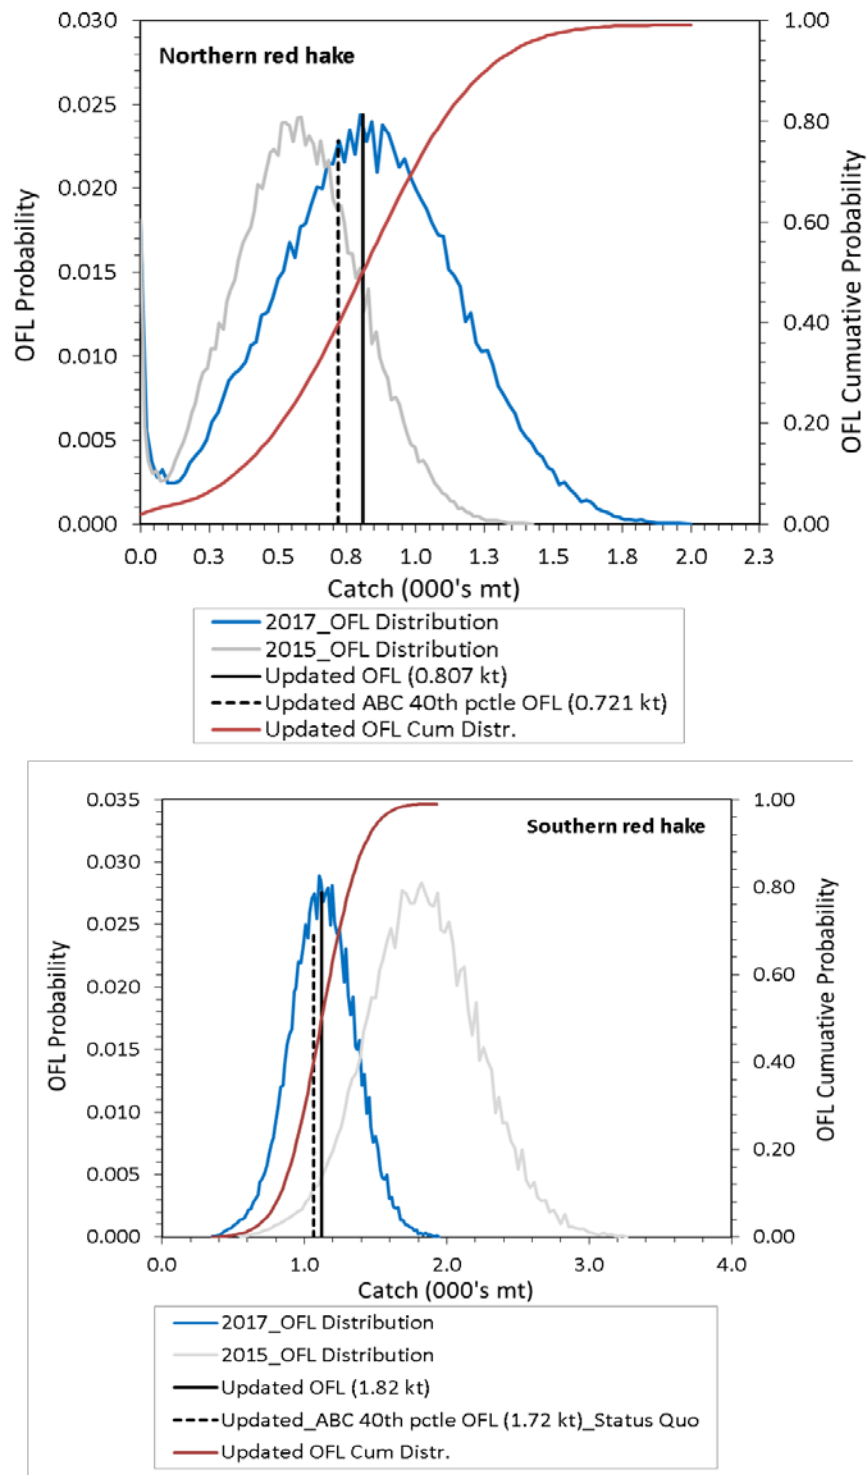 Northern red hake
OFL Probability
0.030
0.025
0.020
0.015
0.010
0.005
0.000
1.00
0.80
0.60
0.40
0.20
0.00
OFL Cumuative Probability
0.0 0.3 0.5 0.8 1.0 1.3 1.5 1.8 2.0 2.3
Catch (000's mt)
2017_OFL Distribution
2015_OFL Distribution
Updated OFL (0.807 kt)
Updated ABC 40th pctle OFL (0.721 kt)
Updated OFL Cum Distr.
Southern red hake
OFL Probability
0.035
0.030
0.025
0.020
0.015
0.010
0.005
0.000
1.00
0.80
0.60
0.40
0.20
0.00
OFL Cumuative Probability
0.0 1.0 2.0 3.0 4.0
Catch (000's mt)
2017_OFL Distribution
2015_OFL Distribution
Updated OFL (1.82 kt)
Updated_ABC 40th pctle OFL (1.72 kt)_Status Quo
Updated OFL Cum Distr.